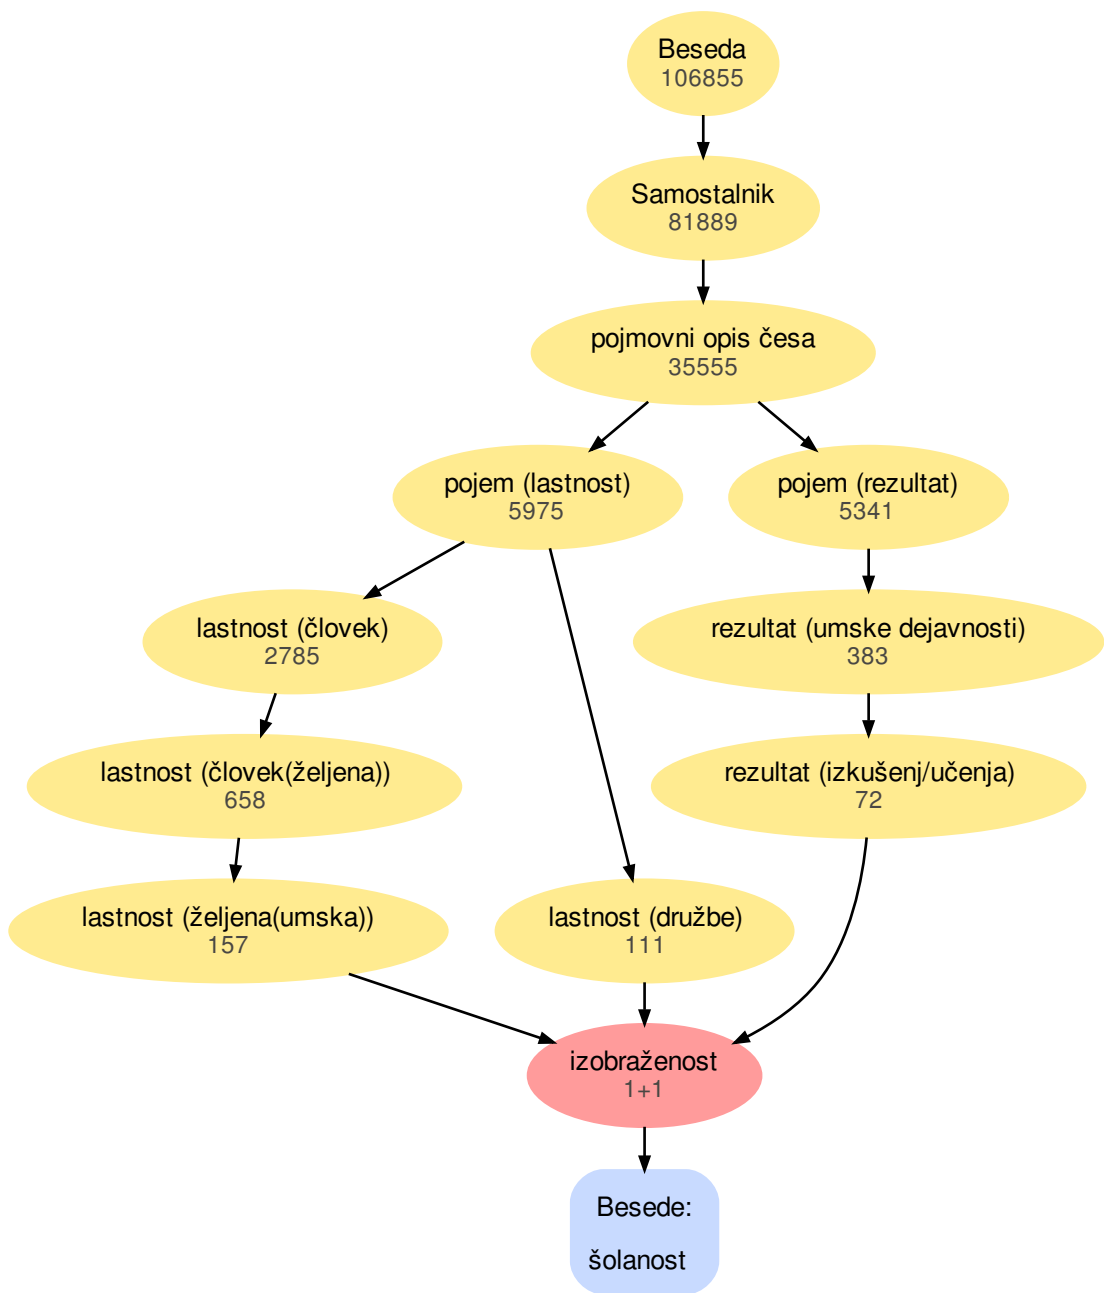 Beseda
106855
Samostalnik
81889
pojmovni opis česa
35555
pojem (lastnost)
5975
pojem (rezultat)
5341
lastnost (človek)
2785
rezultat (umske dejavnosti)
383
lastnost (človek(željena))
658
rezultat (izkušenj/učenja)
72
lastnost (željena(umska))
157
lastnost (družbe)
111
izobraženost
1+1
Besede:
šolanost